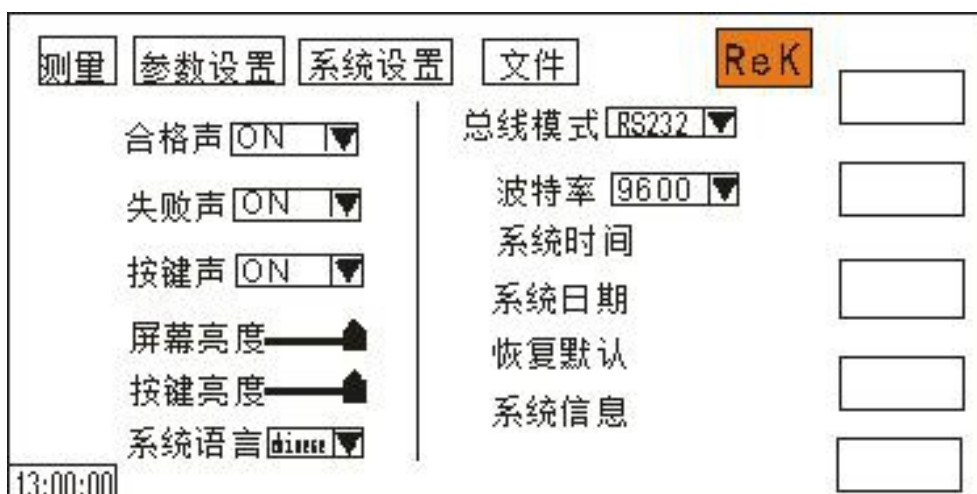 测量 参数设置 系统设置 文件 ReK
合格声 ON
失败声 ON
按键声 ON
屏幕亮度
按键亮度
系统语言 chinese
总线模式 RS232
波特率 9600
系统时间
系统日期
恢复默认
系统信息
13:00:00